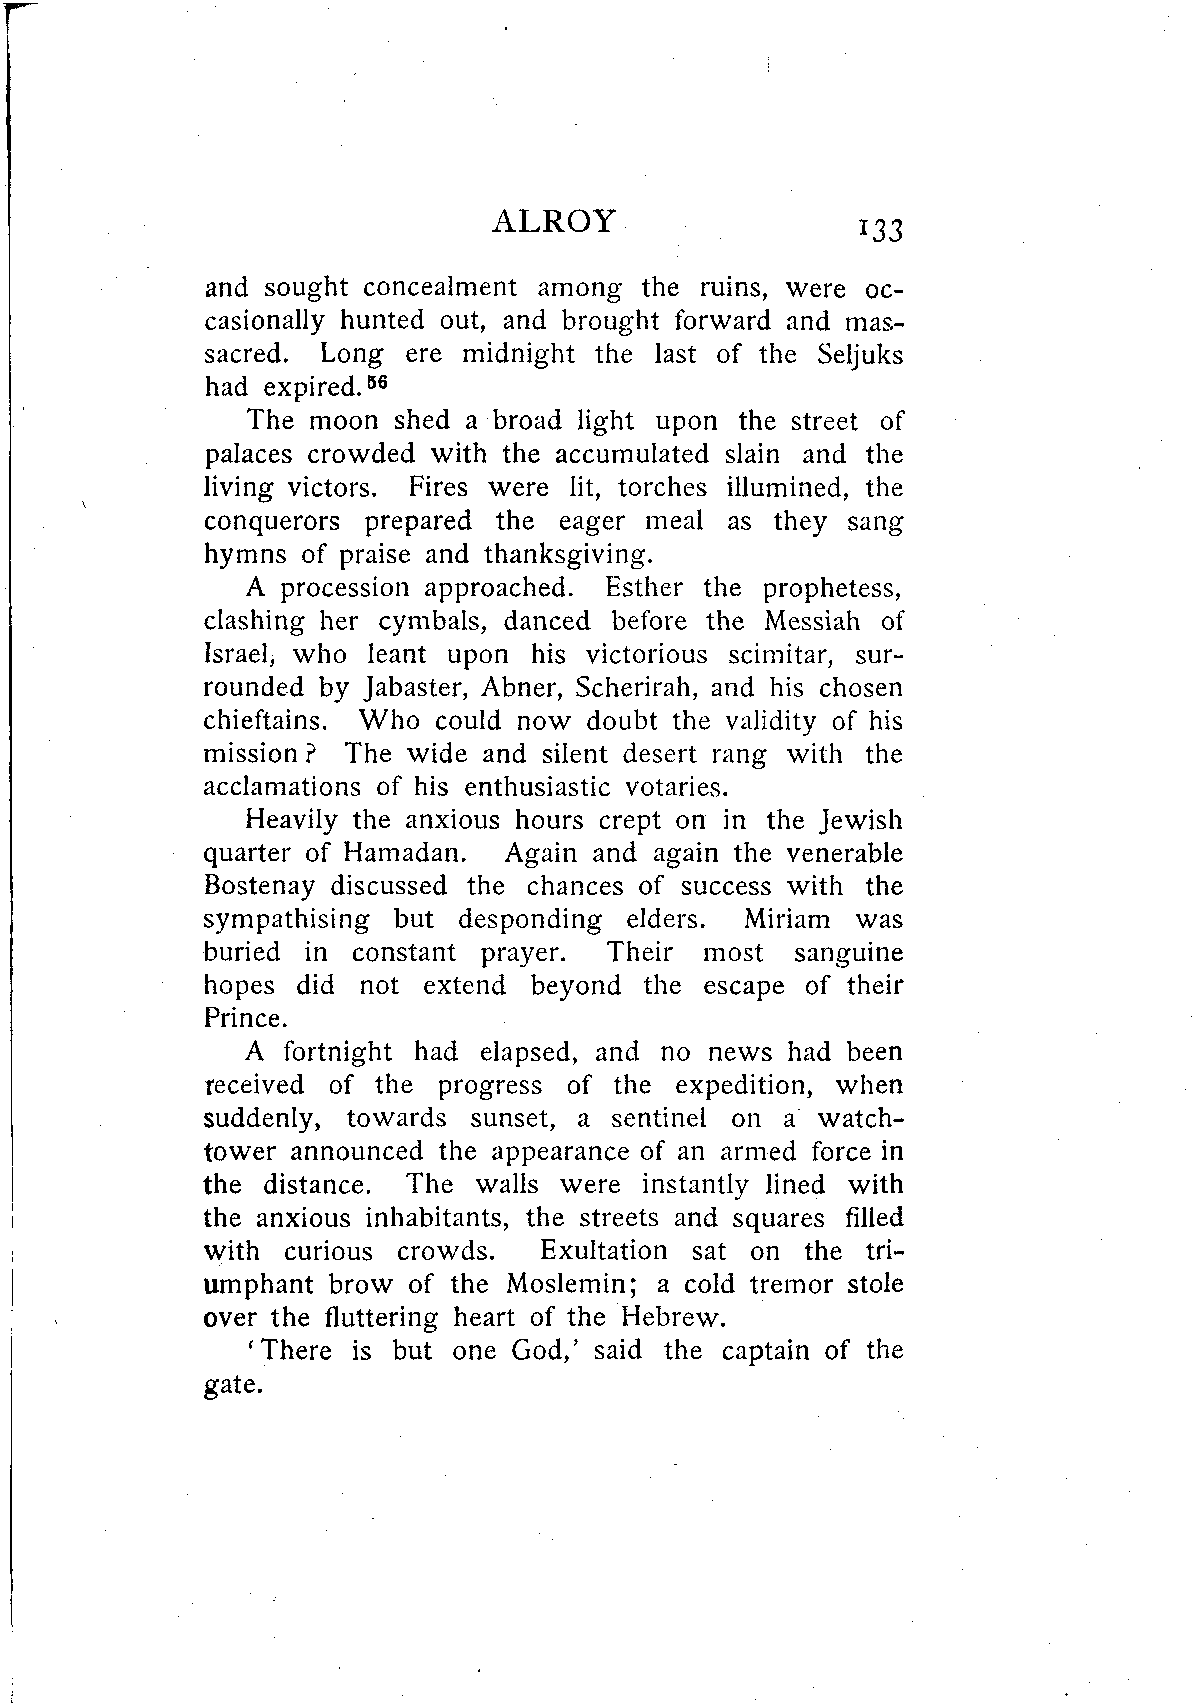 ALROY 133
and sought concealment among the ruins, were oc-
casionally hunted out, and brought forward and mas-
sacred. Long ere midnight the last of the Seljuks
had expired.⁵⁶
The moon shed a broad light upon the street of
palaces crowded with the accumulated slain and the
living victors. Fires were lit, torches illumined, the
conquerors prepared the eager meal as they sang
hymns of praise and thanksgiving.
A procession approached. Esther the prophetess,
clashing her cymbals, danced before the Messiah of
Israel, who leant upon his victorious scimitar, sur-
rounded by Jabaster, Abner, Scherirah, and his chosen
chieftains. Who could now doubt the validity of his
mission? The wide and silent desert rang with the
acclamations of his enthusiastic votaries.
Heavily the anxious hours crept on in the Jewish
quarter of Hamadan. Again and again the venerable
Bostenay discussed the chances of success with the
sympathising but desponding elders. Miriam was
buried in constant prayer. Their most sanguine
hopes did not extend beyond the escape of their
Prince.
A fortnight had elapsed, and no news had been
received of the progress of the expedition, when
suddenly, towards sunset, a sentinel on a watch-
tower announced the appearance of an armed force in
the distance. The walls were instantly lined with
the anxious inhabitants, the streets and squares filled
with curious crowds. Exultation sat on the tri-
umphant brow of the Moslemin; a cold tremor stole
over the fluttering heart of the Hebrew.
‘There is but one God,’ said the captain of the
gate.